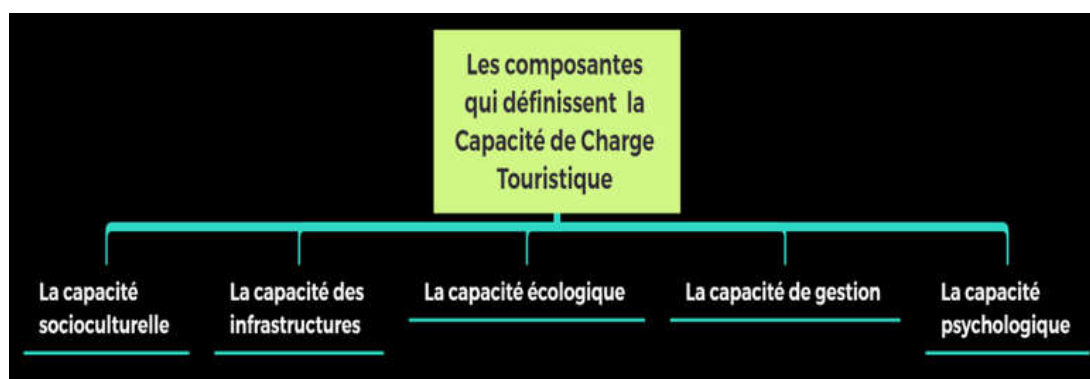 Les composantes
qui définissent la
Capacité de Charge
Touristique
La capacité
socioculturelle
La capacité des
infrastructures
La capacité écologique
La capacité de gestion
La capacité
psychologique